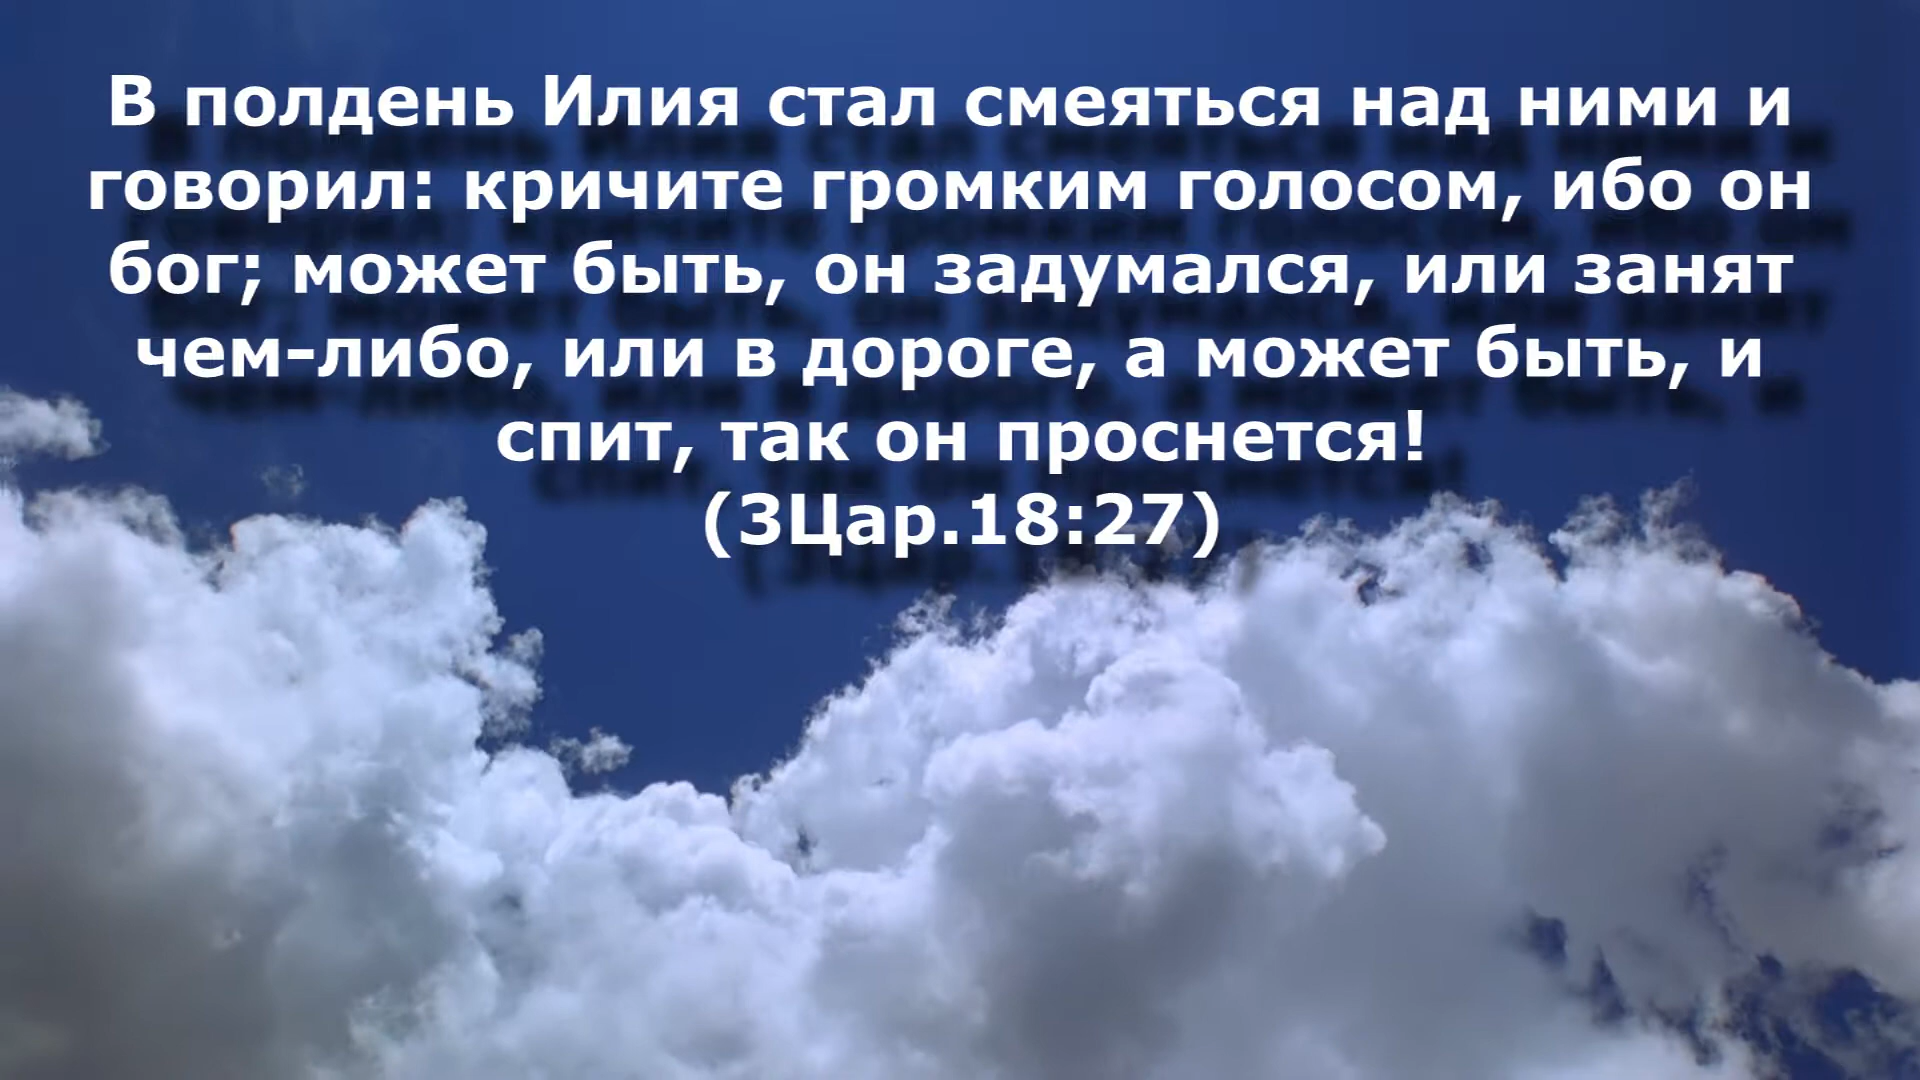 В полдень Илия стал смеяться над ними и
говорил: кричите громким голосом, ибо он
бог; может быть, он задумался, или занят
чем-либо, или в дороге, а может быть, и
спит, так он проснется!
(3Цар.18:27)